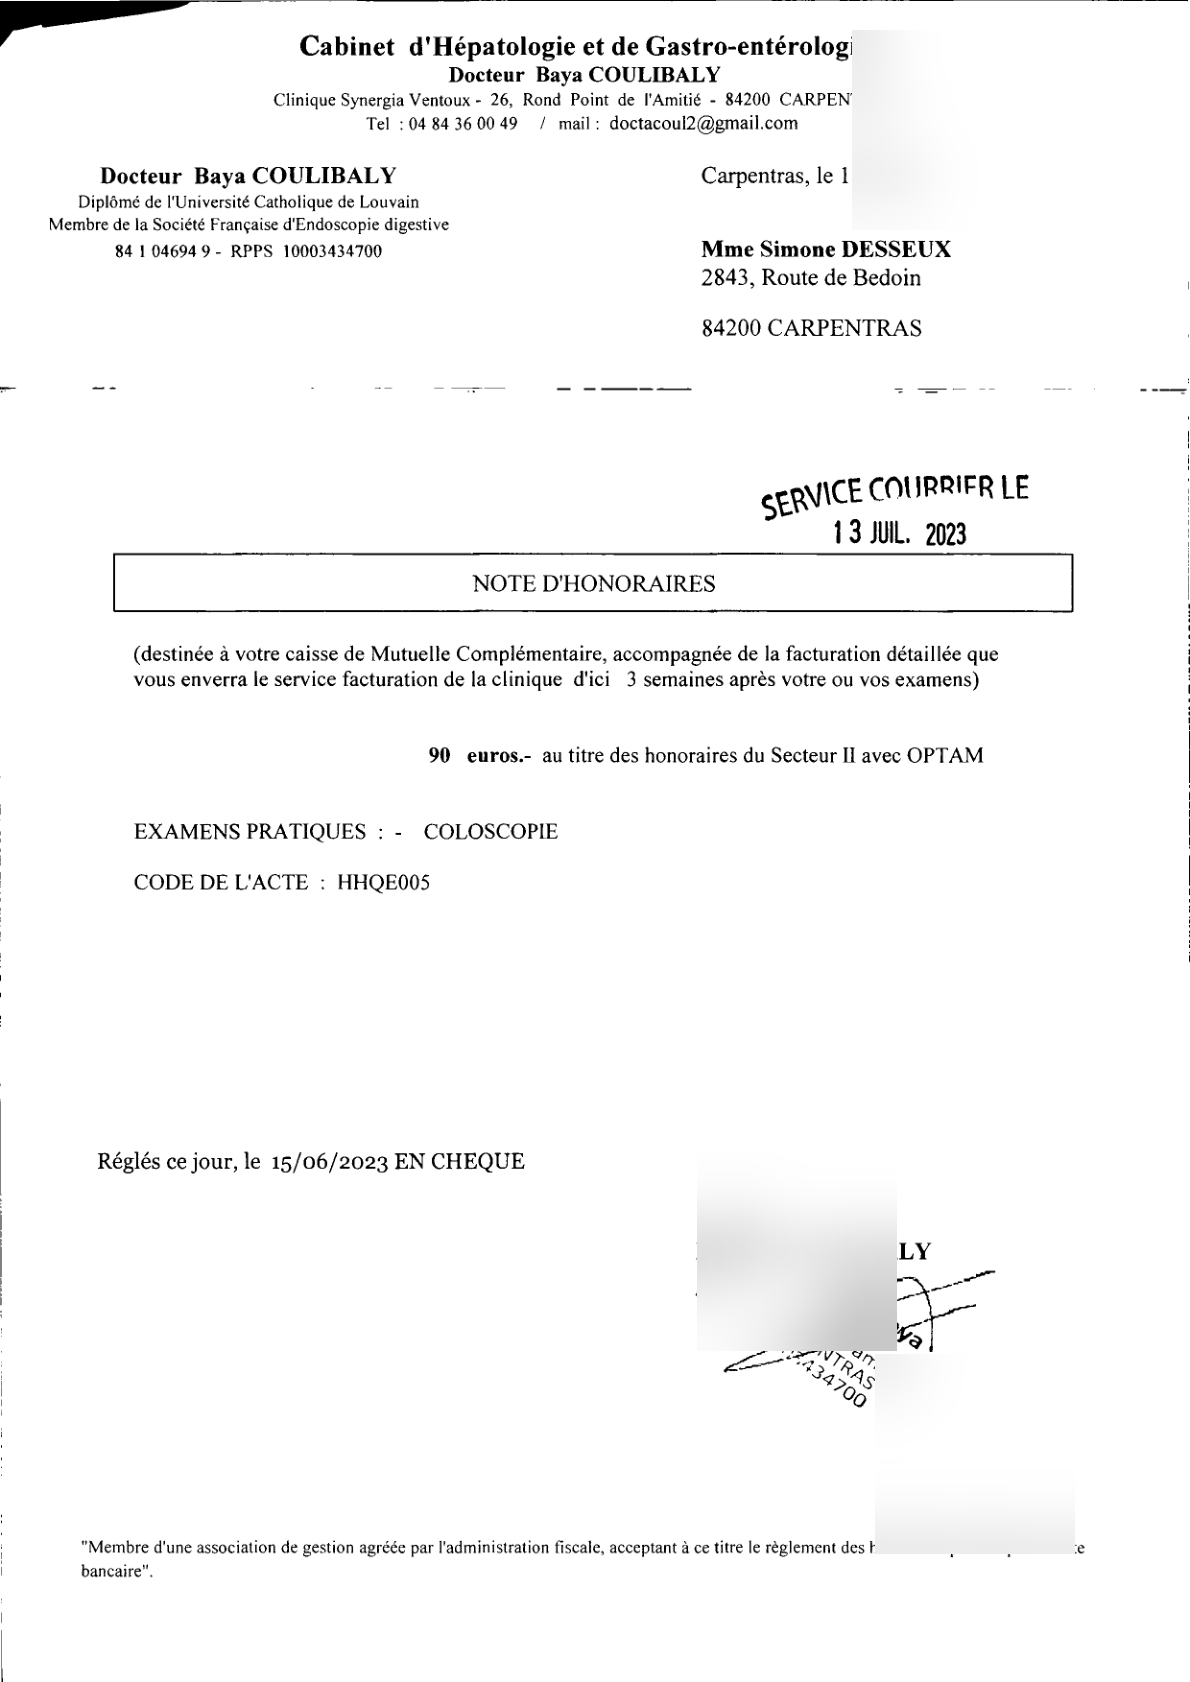 Cabinet d'Hépatologie et de Gastro-entérologi
Docteur Baya COULIBALY
Clinique Synergia Ventoux - 26, Rond Point de l'Amitié - 84200 CARPEN
Tel : 04 84 36 00 49 / mail : doctacoul2@gmail.com
Docteur Baya COULIBALY
Diplômé de l'Université Catholique de Louvain
Membre de la Société Française d'Endoscopie digestive
84 1 04694 9 - RPPS 10003434700
Carpentras, le 1
Mme Simone DESSEUX
2843, Route de Bedoin
84200 CARPENTRAS
SERVICE COURRIER LE
13 JUIL. 2023
NOTE D'HONORAIRES
(destinée à votre caisse de Mutuelle Complémentaire, accompagnée de la facturation détaillée que
vous enverra le service facturation de la clinique d'ici 3 semaines après votre ou vos examens)
90 euros.- au titre des honoraires du Secteur II avec OPTAM
EXAMENS PRATIQUES : - COLOSCOPIE
CODE DE L'ACTE : HHQE005
Réglés ce jour, le 15/06/2023 EN CHEQUE
LY
ya
NTRAS
434700
"Membre d'une association de gestion agréée par l'administration fiscale, acceptant à ce titre le règlement des
bancaire".